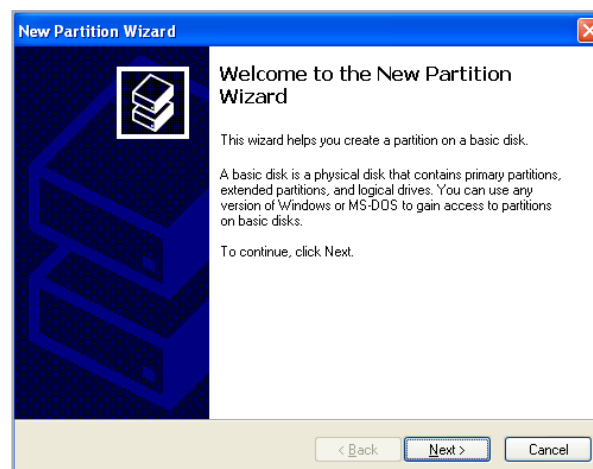 New Partition Wizard
Welcome to the New Partition
Wizard
This wizard helps you create a partition on a basic disk.
A basic disk is a physical disk that contains primary partitions,
extended partitions, and logical drives. You can use any
version of Windows or MS-DOS to gain access to partitions
on basic disks.
To continue, click Next.
< Back Next > Cancel